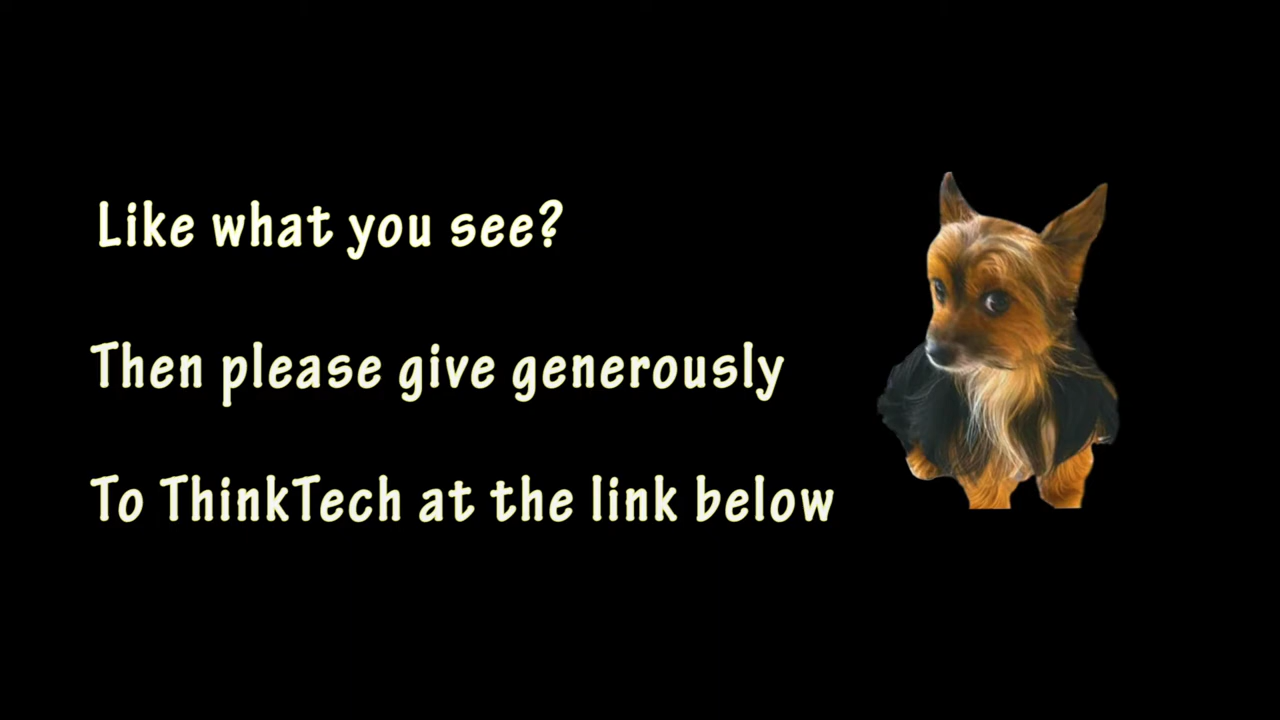 Like what you see?
Then please give generously
To ThinkTech at the link below